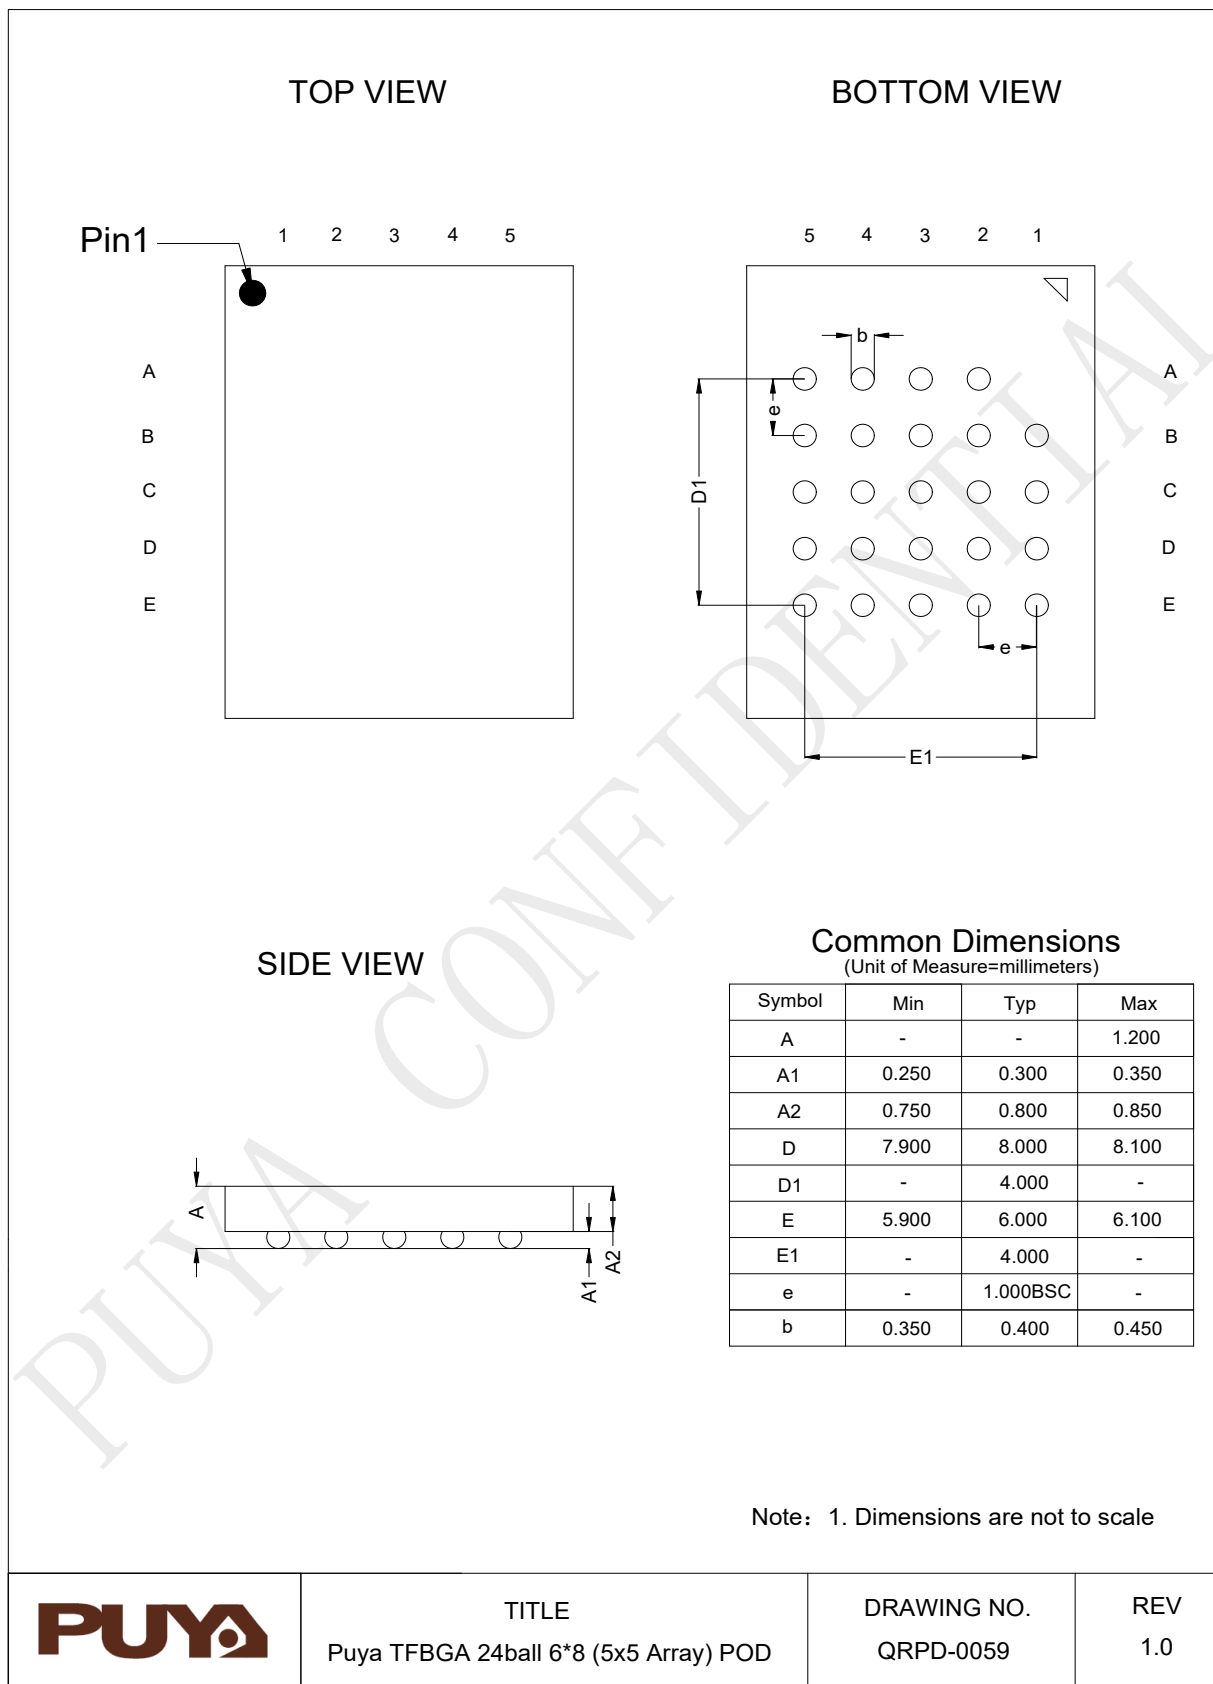 TOP VIEW
BOTTOM VIEW
Pin1
1 2 3 4 5
A
B
C
D
E
5 4 3 2 1
b
e
D1
e
E1
A
B
C
D
E
PUYA CONFIDENTIAL
SIDE VIEW
A
A1
A2
Common Dimensions
(Unit of Measure=millimeters)
Symbol Min Typ Max
A - - 1.200
A1 0.250 0.300 0.350
A2 0.750 0.800 0.850
D 7.900 8.000 8.100
D1 - 4.000 -
E 5.900 6.000 6.100
E1 - 4.000 -
e - 1.000BSC -
b 0.350 0.400 0.450
Note: 1. Dimensions are not to scale
PUYA
TITLE
Puya TFBGA 24ball 6*8 (5x5 Array) POD
DRAWING NO.
QRPD-0059
REV
1.0